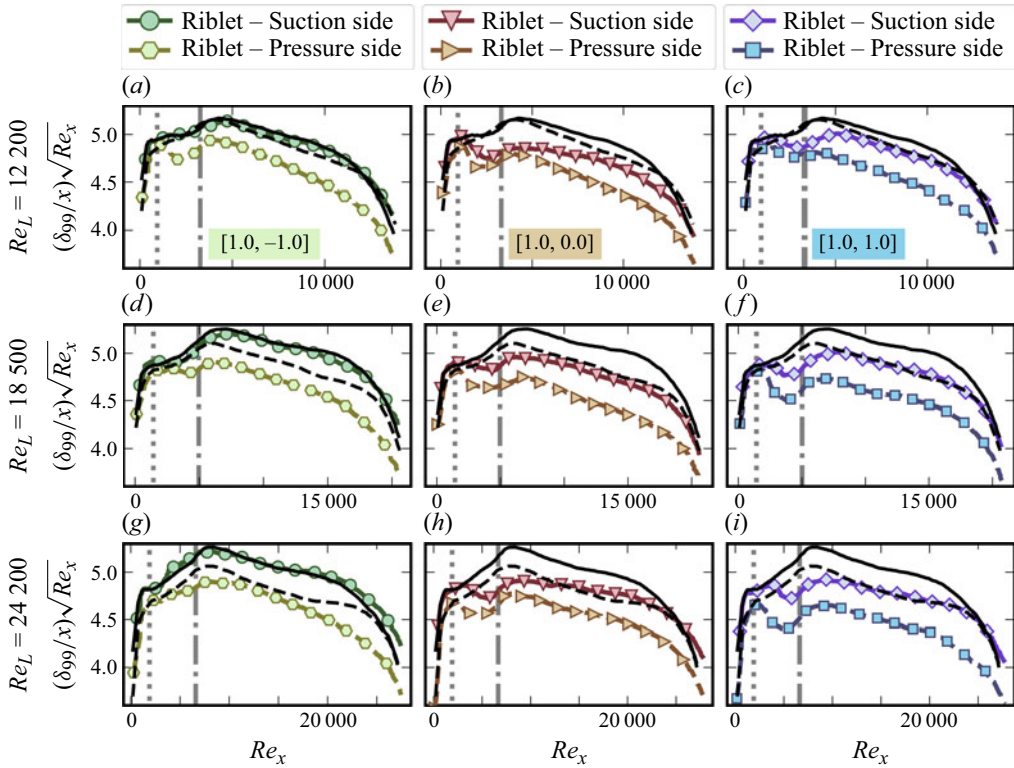 Riblet – Suction side Riblet – Suction side Riblet – Suction side
Riblet – Pressure side Riblet – Pressure side Riblet – Pressure side
(a) (b) (c)
Re_L = 12 200
(δ99/x)√Re_x
5.0
4.5
4.0
[1.0, –1.0] [1.0, 0.0] [1.0, 1.0]
0 10 000 0 10 000 0 10 000
(d) (e) (f)
Re_L = 18 500
(δ99/x)√Re_x
5.0
4.5
4.0
0 15 000 0 15 000 0 15 000
(g) (h) (i)
Re_L = 24 200
(δ99/x)√Re_x
5.0
4.5
4.0
0 20 000 0 20 000 0 20 000
Re_x Re_x Re_x